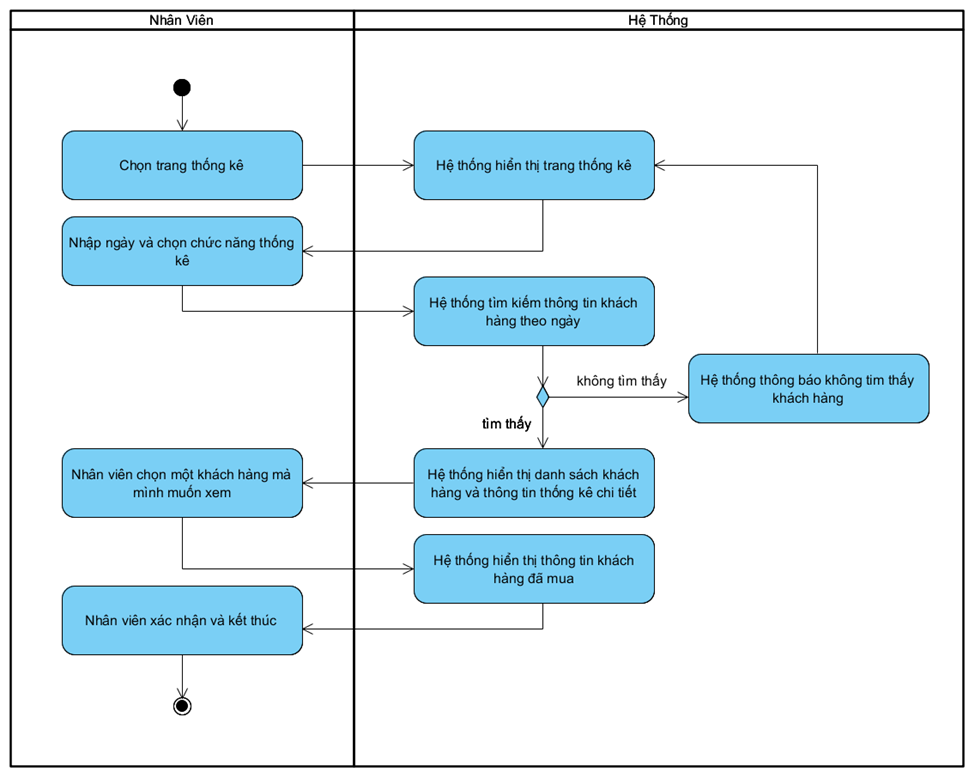 Nhân Viên
Hệ Thống
Chọn trang thống kê
Hệ thống hiển thị trang thống kê
Nhập ngày và chọn chức năng thống
kê
Hệ thống tìm kiếm thông tin khách
hàng theo ngày
không tìm thấy
Hệ thống thông báo không tim thấy
khách hàng
tìm thấy
Nhân viên chọn một khách hàng mà
mình muốn xem
Hệ thống hiển thị danh sách khách
hàng và thông tin thống kê chi tiết
Hệ thống hiển thị thông tin khách
hàng đã mua
Nhân viên xác nhận và kết thúc